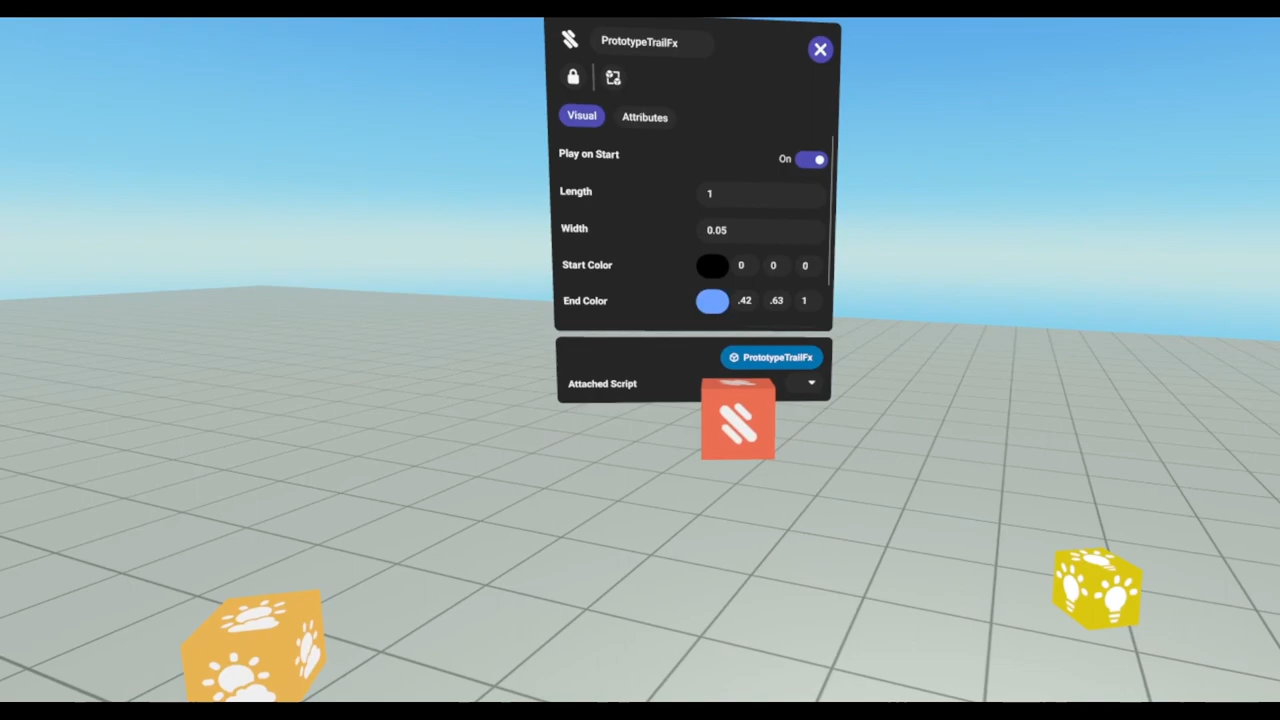 PrototypeTrailFx
Visual Attributes
Play on Start On
Length 1
Width 0.05
Start Color 0 0 0
End Color .42 .63 1
PrototypeTrailFx
Attached Script